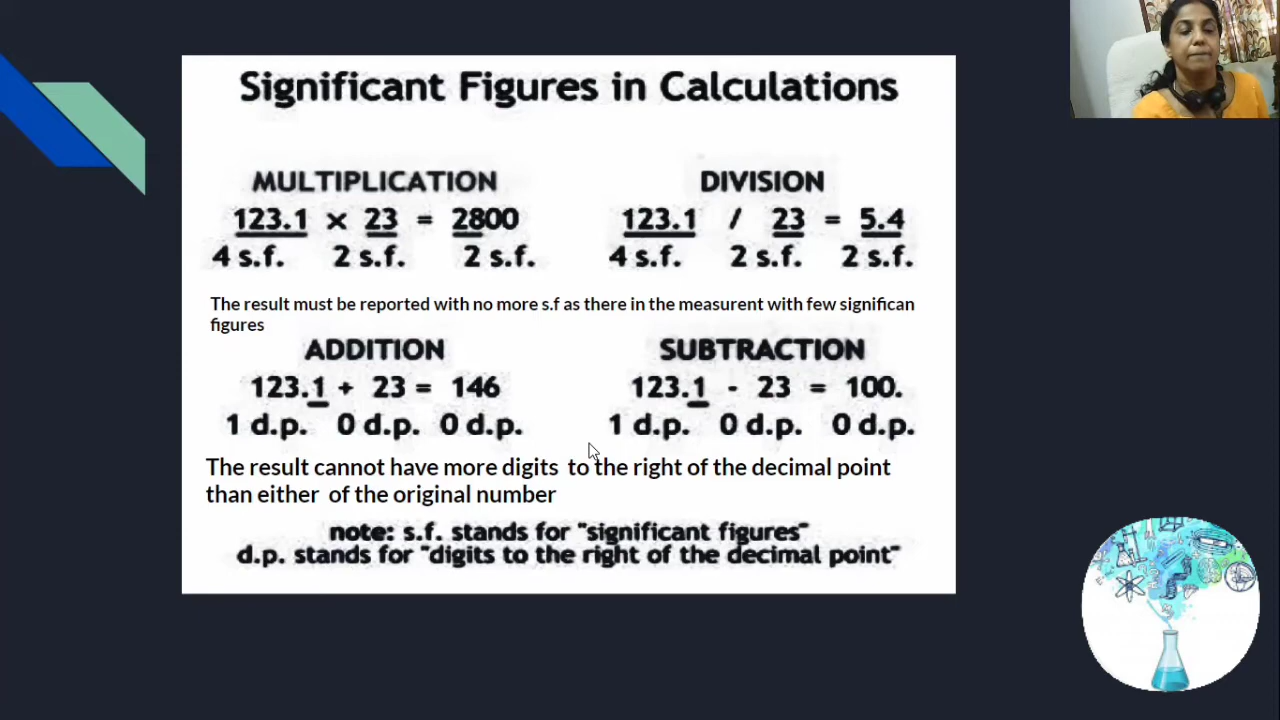 Significant Figures in Calculations
MULTIPLICATION
123.1 x 23 = 2800
4 s.f. 2 s.f. 2 s.f.
DIVISION
123.1 / 23 = 5.4
4 s.f. 2 s.f. 2 s.f.
The result must be reported with no more s.f as there in the measurent with few significan
figures
ADDITION
123.1 + 23 = 146
1 d.p. 0 d.p. 0 d.p.
SUBTRACTION
123.1 - 23 = 100.
1 d.p. 0 d.p. 0 d.p.
The result cannot have more digits to the right of the decimal point
than either of the original number
note: s.f. stands for "significant figures"
d.p. stands for "digits to the right of the decimal point"